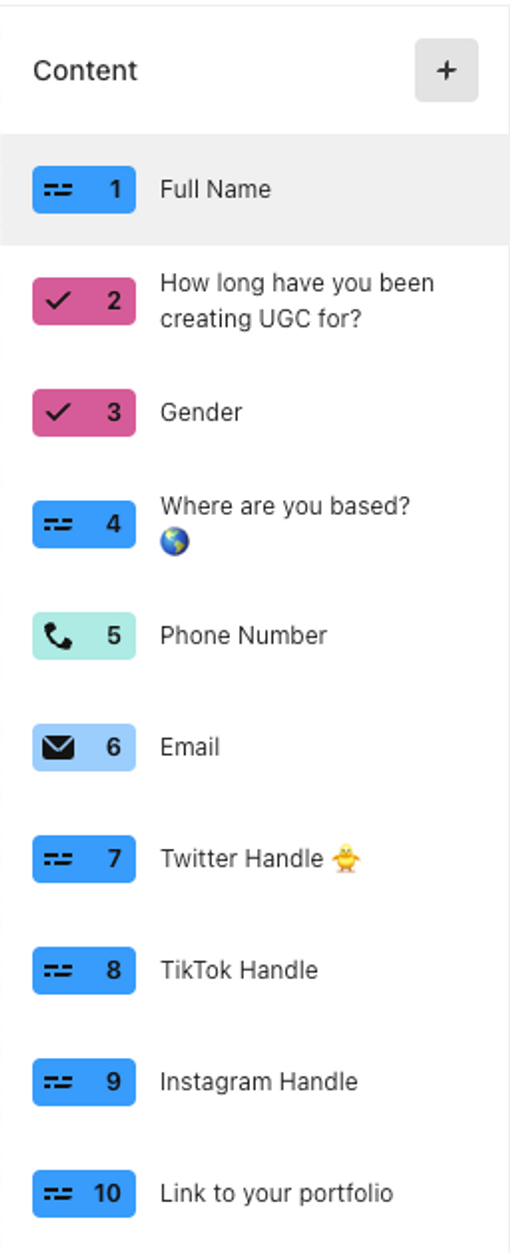 Content +
1 Full Name
2 How long have you been
creating UGC for?
3 Gender
4 Where are you based?
🌎
5 Phone Number
6 Email
7 Twitter Handle 🐥
8 TikTok Handle
9 Instagram Handle
10 Link to your portfolio